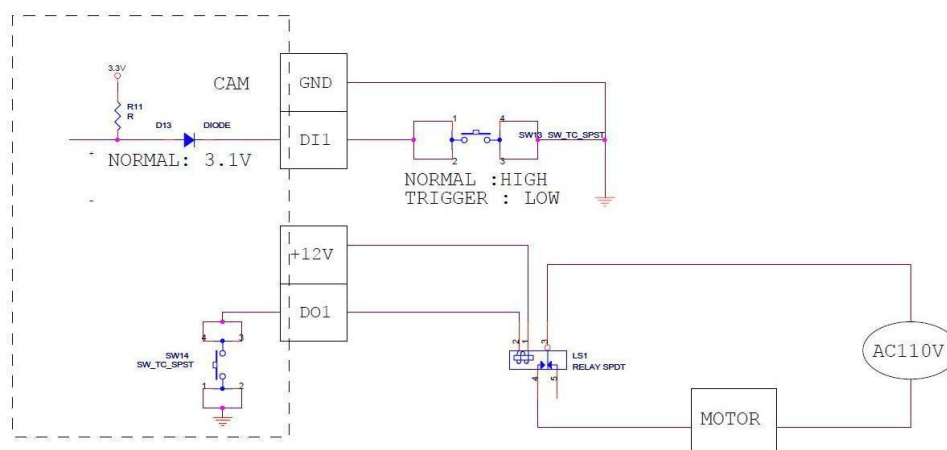 3.3V
R11
R
CAM
GND
D13
DIODE
DI1
NORMAL: 3.1V
1
4
SW13 SW_TC_SPST
2
3
NORMAL :HIGH
TRIGGER : LOW
+12V
DO1
4
3
SW14
SW_TC_SPST
1
2
2
1
3
LS1
RELAY SPDT
4
5
AC110V
MOTOR